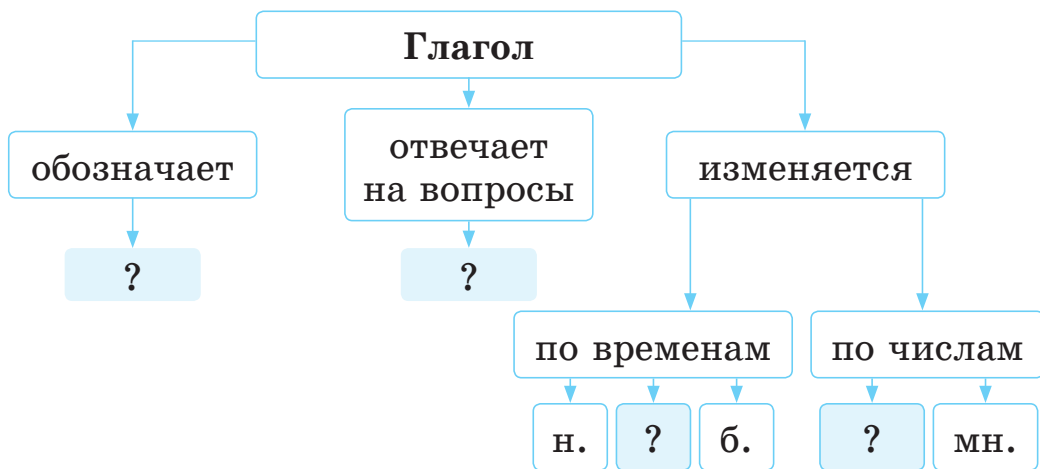 Глагол
обозначает
отвечает
на вопросы
изменяется
?
?
по временам
по числам
н.
?
б.
?
мн.